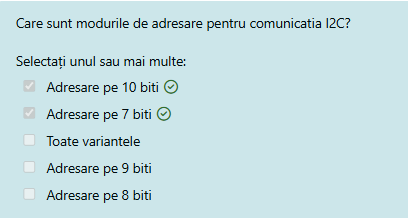 Care sunt modurile de adresare pentru comunicatia I2C?
Selectați unul sau mai multe:
Adresare pe 10 biti
Adresare pe 7 biti
Toate variantele
Adresare pe 9 biti
Adresare pe 8 biti